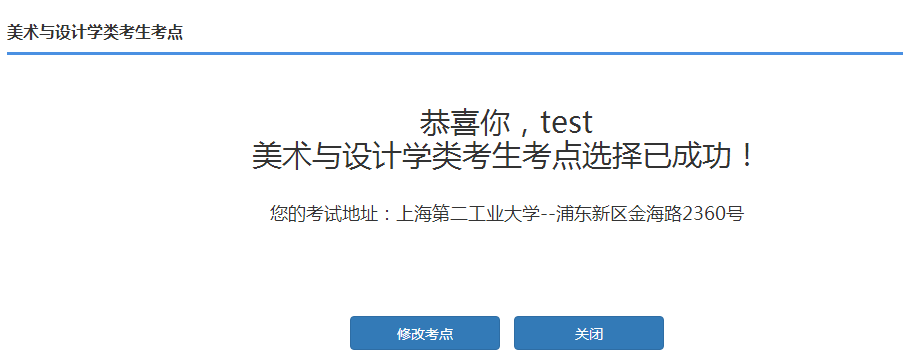 美术与设计学类考生考点
恭喜你，test
美术与设计学类考生考点选择已成功！
您的考试地址：上海第二工业大学--浦东新区金海路2360号
修改考点
关闭